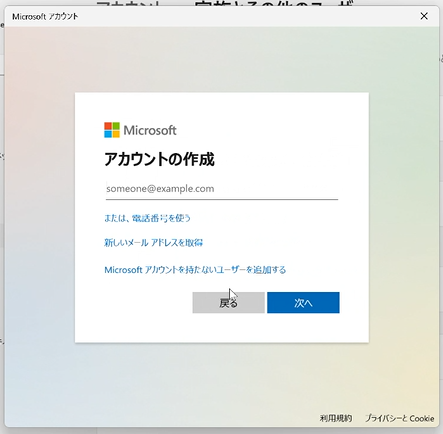 Microsoft アカウント
Microsoft
アカウントの作成
someone@example.com
または、電話番号を使う
新しいメール アドレスを取得
Microsoft アカウントを持たないユーザーを追加する
戻る
次へ
利用規約
プライバシーと Cookie